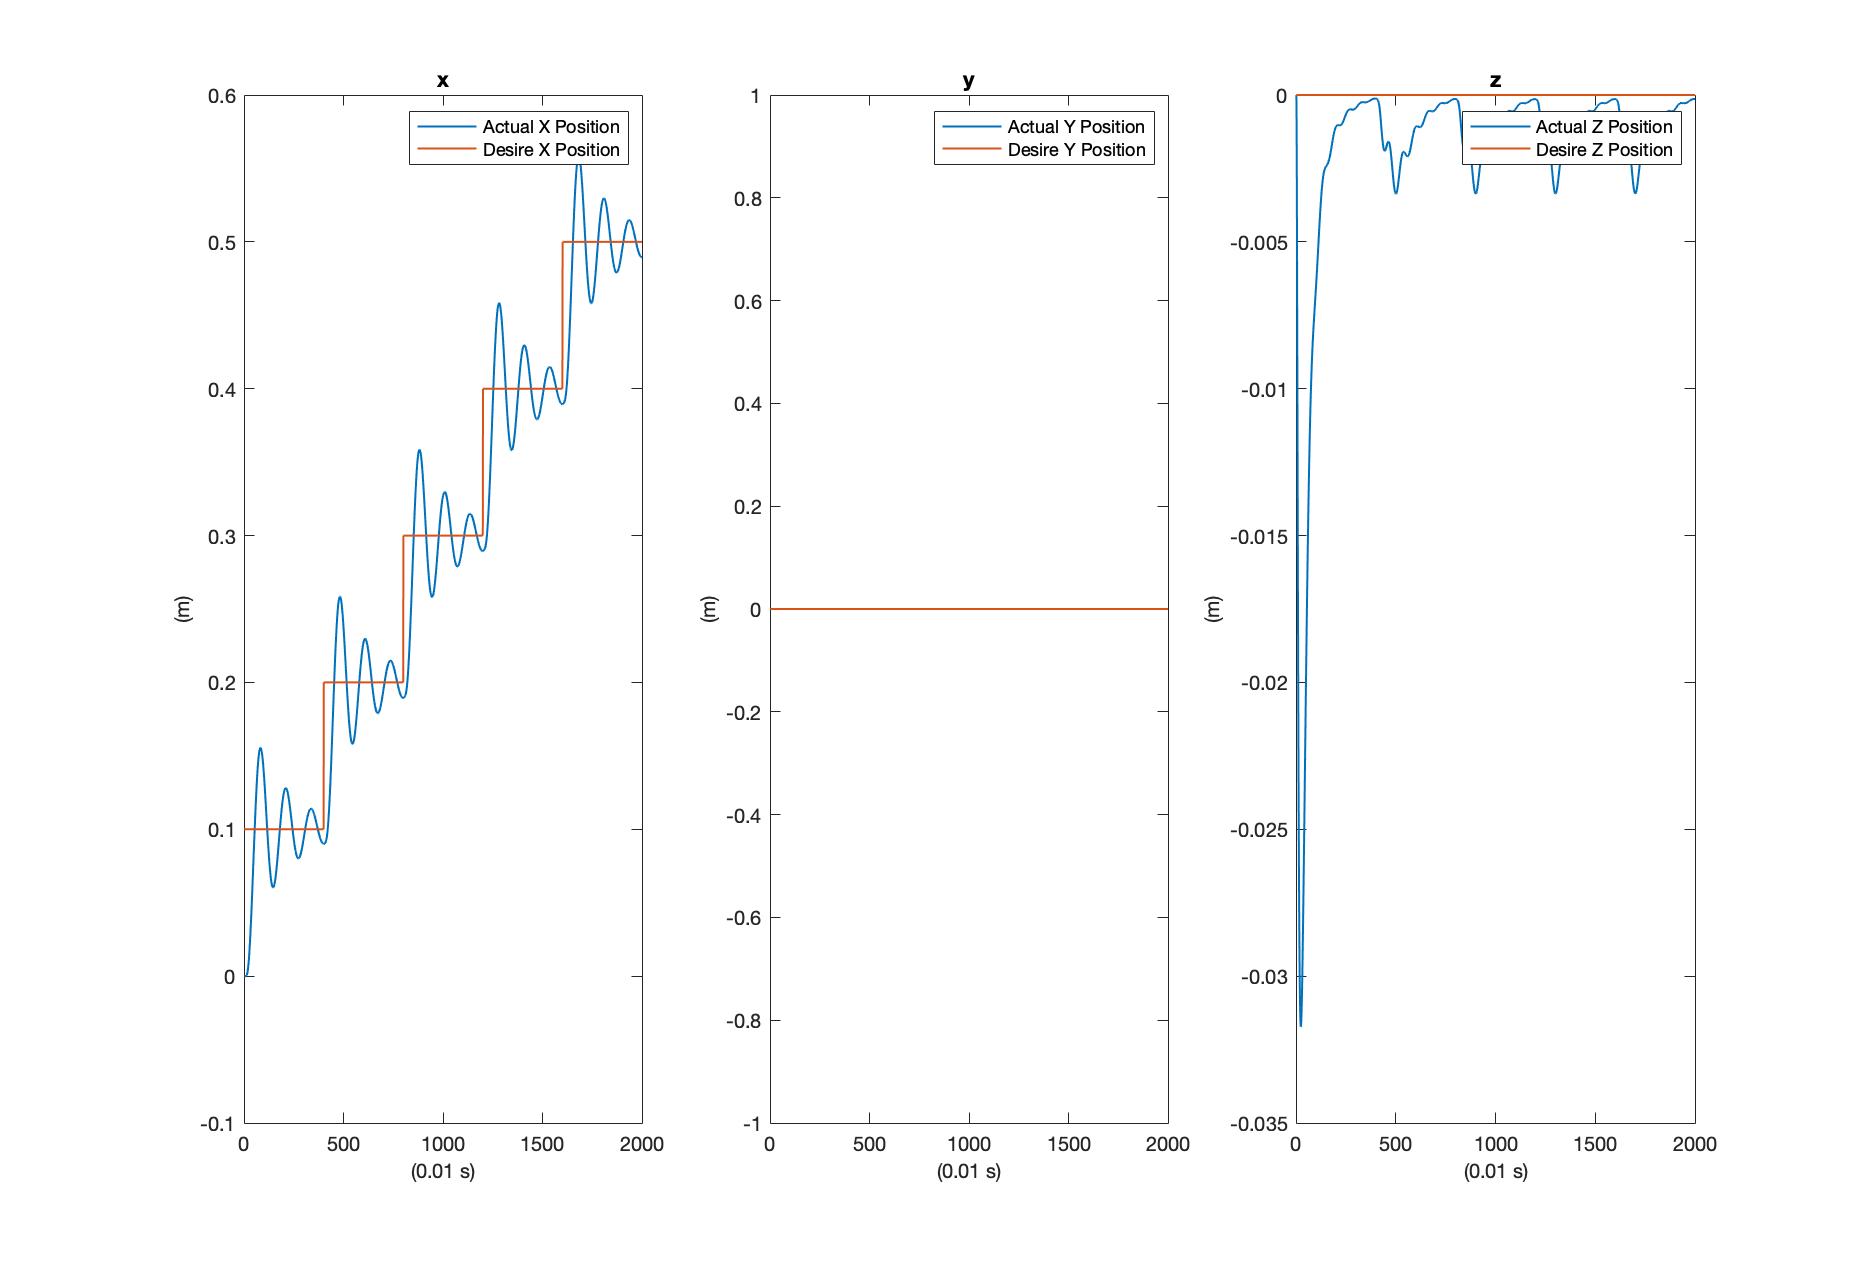 x
0.6
0.5
0.4
0.3
0.2
0.1
0
-0.1
(m)
Actual X Position
Desire X Position
0 500 1000 1500 2000
(0.01 s)
y
1
0.8
0.6
0.4
0.2
0
-0.2
-0.4
-0.6
-0.8
-1
(m)
Actual Y Position
Desire Y Position
0 500 1000 1500 2000
(0.01 s)
z
0
-0.005
-0.01
-0.015
-0.02
-0.025
-0.03
-0.035
(m)
Actual Z Position
Desire Z Position
0 500 1000 1500 2000
(0.01 s)